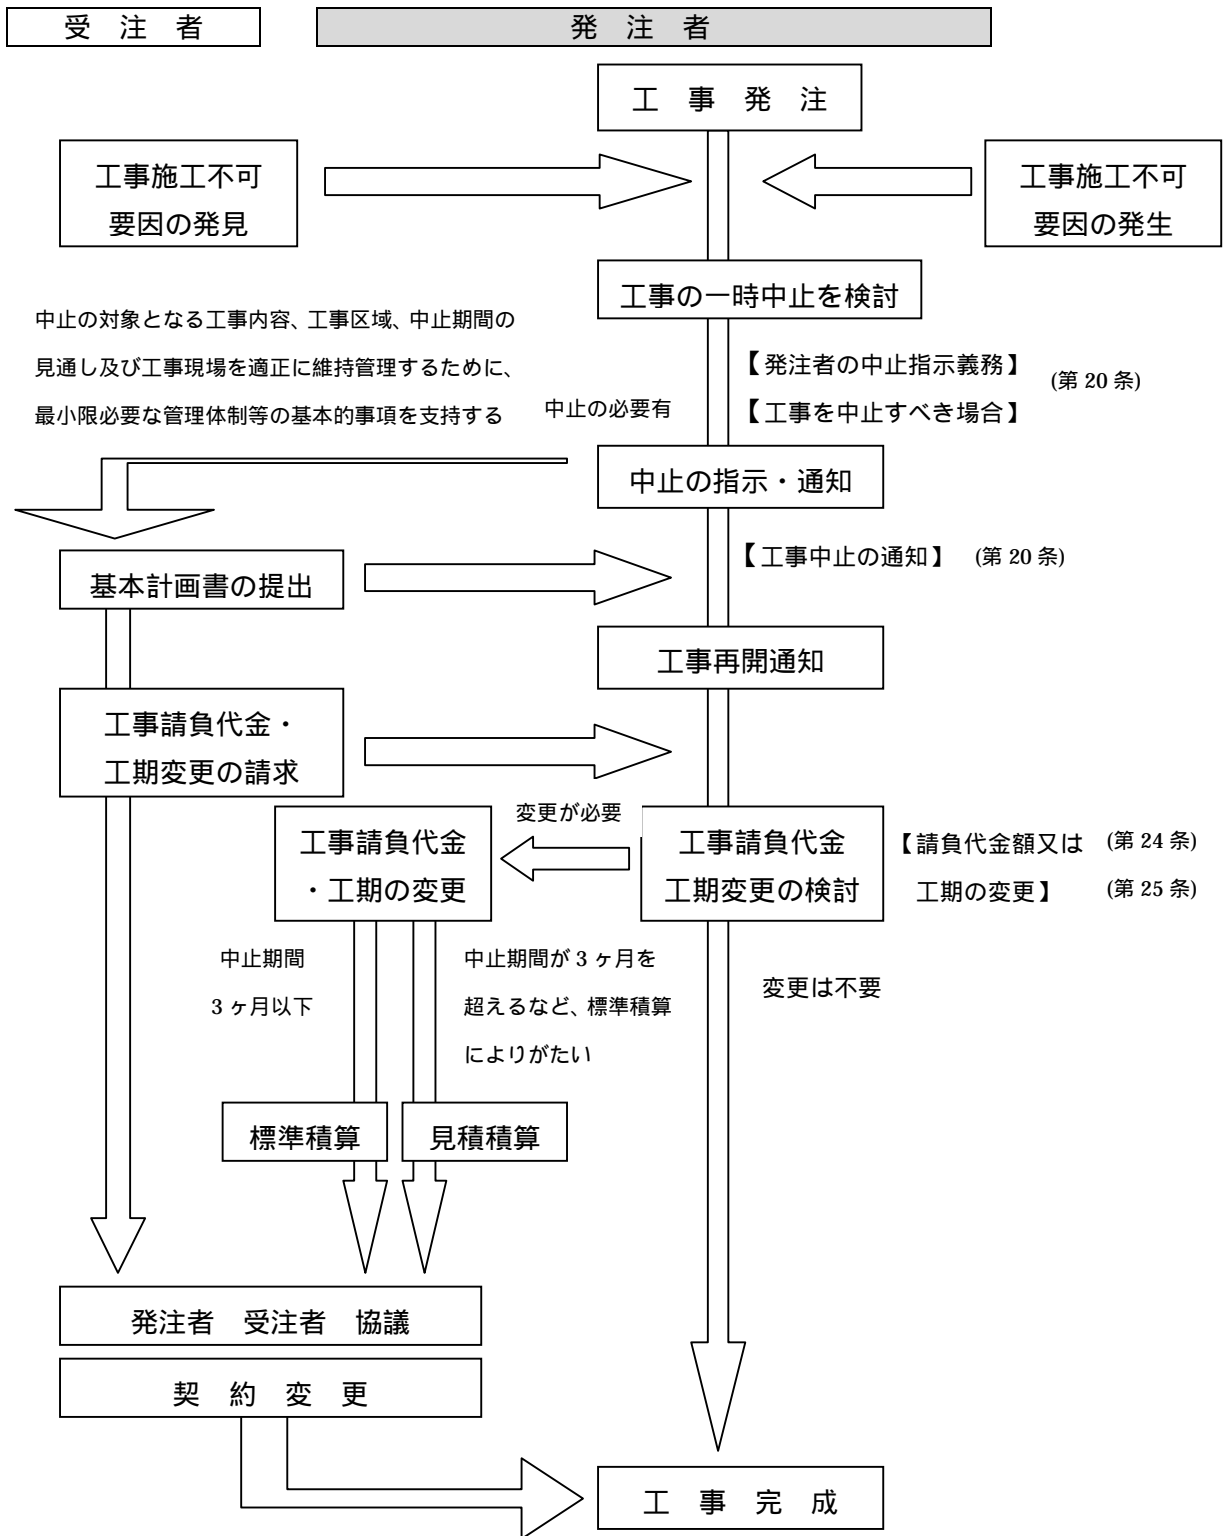 受 注 者
発 注 者
工 事 発 注
工事施工不可
要因の発見
工事施工不可
要因の発生
工事の一時中止を検討
中止の対象となる工事内容、工事区域、中止期間の
見通し及び工事現場を適正に維持管理するために、
最小限必要な管理体制等の基本的事項を支持する
中止の必要有
【発注者の中止指示義務】
(第 20 条)
【工事を中止すべき場合】
中止の指示・通知
【工事中止の通知】 (第 20 条)
基本計画書の提出
工事再開通知
工事請負代金・
工期変更の請求
変更が必要
工事請負代金
・工期の変更
工事請負代金
工期変更の検討
【請負代金額又は (第 24 条)
工期の変更】 (第 25 条)
中止期間
3 ヶ月以下
中止期間が 3 ヶ月を
超えるなど、標準積算
によりがたい
変更は不要
標準積算
見積積算
発注者 受注者 協議
契 約 変 更
工 事 完 成